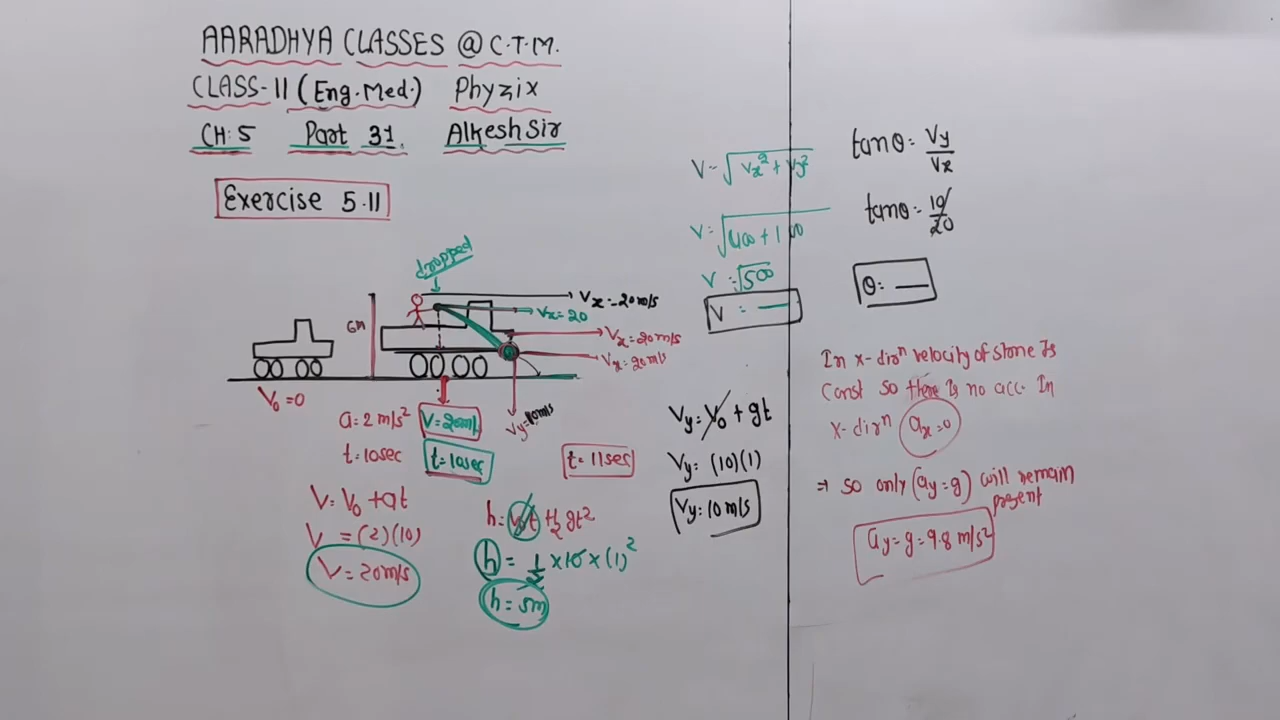 AARADHYA CLASSES @ C.T.M.
CLASS-11 (Eng.Med.) Phyzix
CH:5 Part 31. Alkesh Sir
Exercise 5.11
dropped
Vx = 20 m/s
Vx = 20
6m
Vx = 20 m/s
Vx = 20 m/s
V₀ = 0
Vy = 10 m/s
a = 2 m/s²
V = 20 m/
t = 10 sec
t = 10 sec
t = 11 sec
V = V₀ + at
V = (2)(10)
V = 20 m/s
h = V₀t + ½ gt²
h = ½ × 10 × (1)²
h = 5m
V = √Vx² + Vy²
V = √400 + 100
V = √500
V = —
Vy = V₀ + gt
Vy = (10)(1)
Vy = 10 m/s
tanθ = Vy/Vx
tanθ = 10/20
θ = —
In x-dirⁿ velocity of stone Is
Const so there Is no acc. In
x-dirⁿ ax = 0
⇒ so only (ay = g) will remain
present
ay = g = 9.8 m/s²